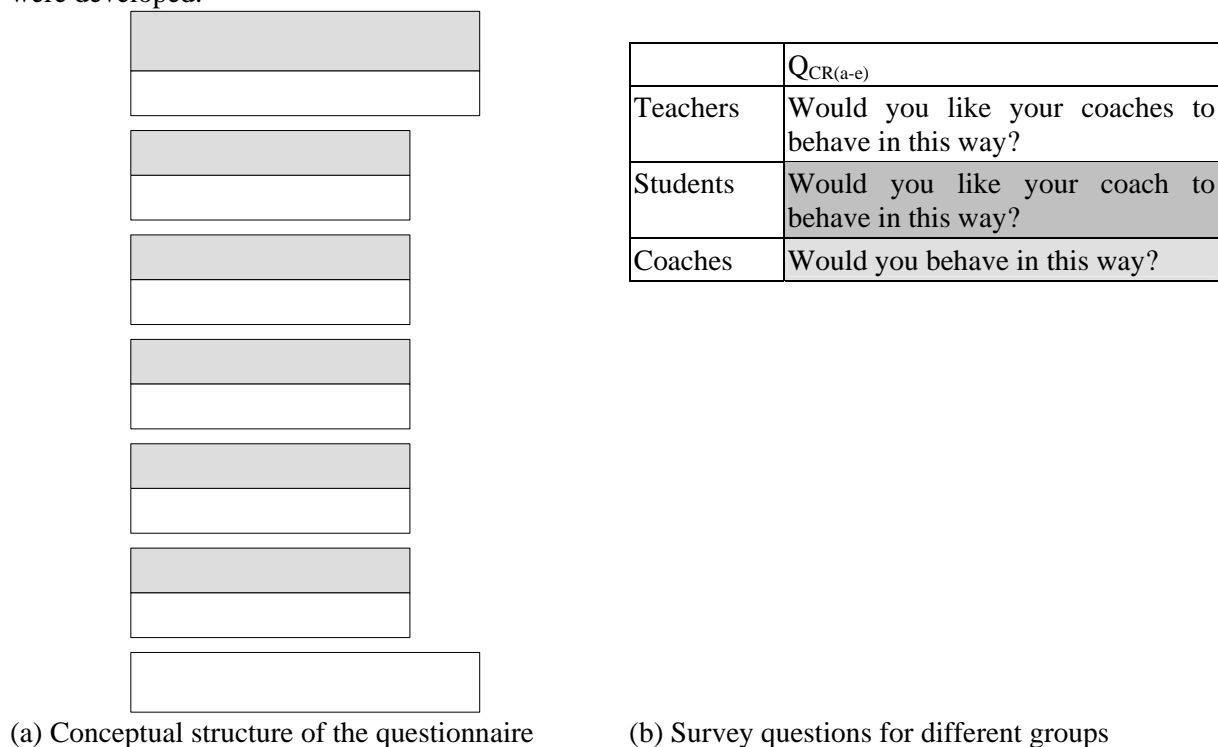 were developed.
Q_CR(a-e)
Teachers Would you like your coaches to
behave in this way?
Students Would you like your coach to
behave in this way?
Coaches Would you behave in this way?
(a) Conceptual structure of the questionnaire (b) Survey questions for different groups